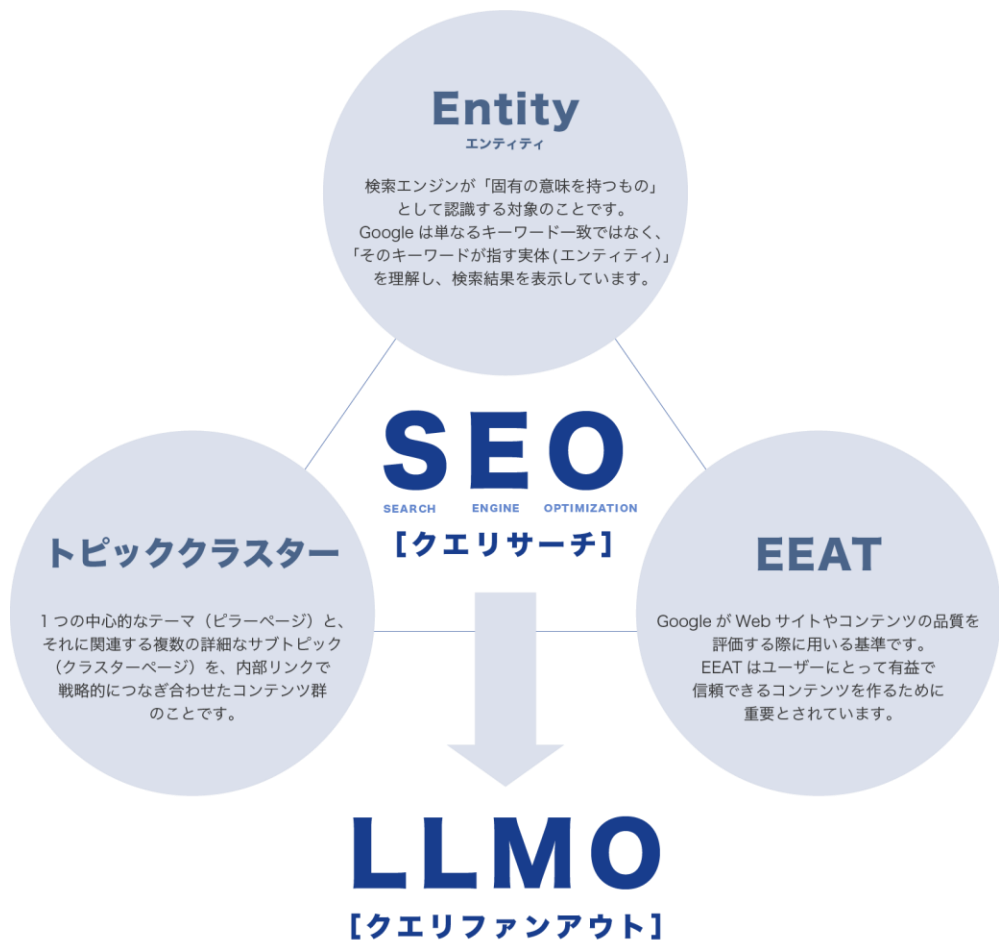 Entity
エンティティ
検索エンジンが「固有の意味を持つもの」
として認識する対象のことです。
Google は単なるキーワード一致ではなく、
「そのキーワードが指す実体 ( エンティティ)」
を理解し、検索結果を表示しています。
SEO
SEARCH ENGINE OPTIMIZATION
[クエリサーチ]
トピッククラスター
1 つの中心的なテーマ（ピラーページ）と、
それに関連する複数の詳細なサブトピック
（クラスターページ）を、内部リンクで
戦略的につなぎ合わせたコンテンツ群
のことです。
EEAT
Google が Web サイトやコンテンツの品質を
評価する際に用いる基準です。
EEAT はユーザーにとって有益で
信頼できるコンテンツを作るために
重要とされています。
LLMO
[クエリファンアウト]